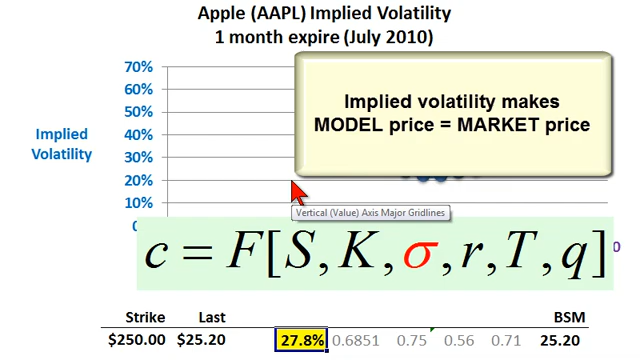 Apple (AAPL) Implied Volatility
1 month expire (July 2010)
70%
60%
50%
40%
30%
20%
10%
Implied
Volatility
Implied volatility makes
MODEL price = MARKET price
Vertical (Value) Axis Major Gridlines
c = F[S, K, σ, r, T, q]
0
Strike Last BSM
$250.00 $25.20 27.8% 0.6851 0.75 0.56 0.71 25.20